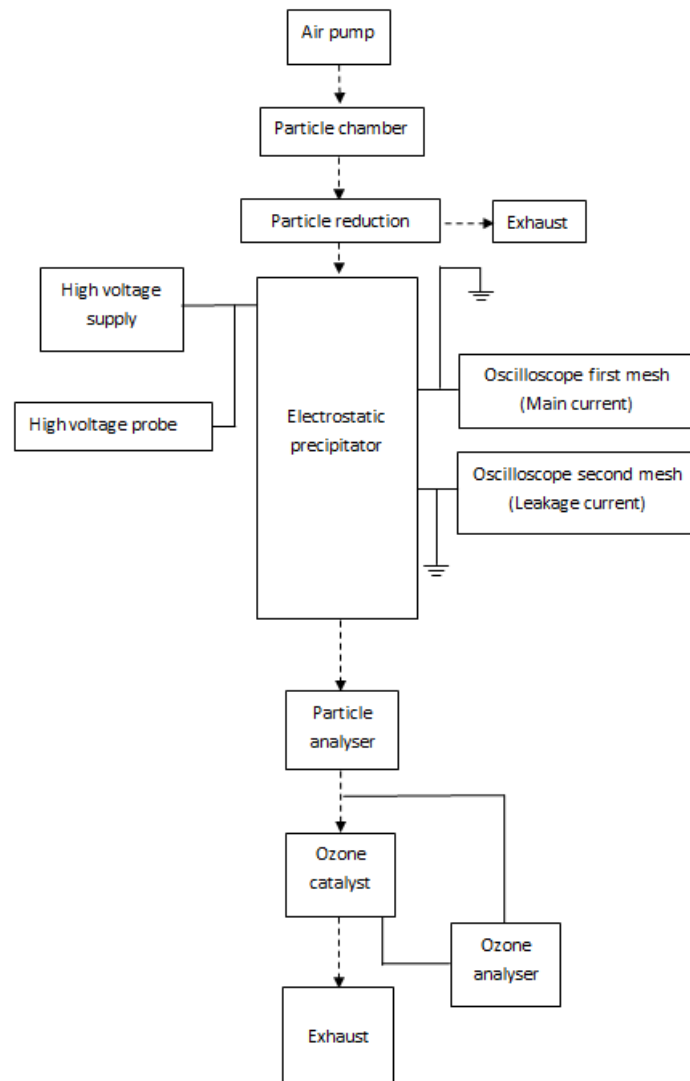 Air pump
Particle chamber
Particle reduction
Exhaust
High voltage
supply
High voltage probe
Electrostatic
precipitator
Oscilloscope first mesh
(Main current)
Oscilloscope second mesh
(Leakage current)
Particle
analyser
Ozone
catalyst
Ozone
analyser
Exhaust